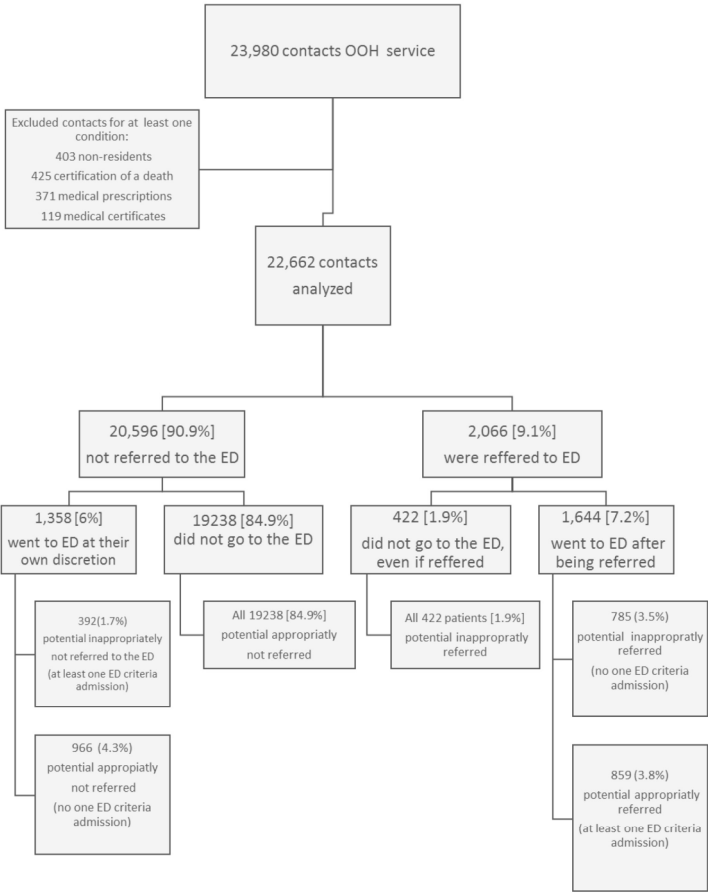 23,980 contacts OOH service
Excluded contacts for at least one
condition:
403 non-residents
425 certification of a death
371 medical prescriptions
119 medical certificates
22,662 contacts
analyzed
20,596 [90.9%]
not referred to the ED
2,066 [9.1%]
were reffered to ED
1,358 [6%]
went to ED at their
own discretion
19238 [84.9%]
did not go to the ED
422 [1.9%]
did not go to the ED,
even if reffered
1,644 [7.2%]
went to ED after
being referred
392(1.7%)
potential inappropriately
not referred to the ED
(at least one ED criteria
admission)
All 19238 [84.9%]
potential appropriatly
not referred
All 422 patients [1.9%]
potential inappropratly
referred
785 (3.5%)
potential inappropratly
referred
(no one ED criteria
admission)
966 (4.3%)
potential appropiatly
not referred
(no one ED criteria
admission)
859 (3.8%)
potential appropriatly
referred
(at least one ED criteria
admission)